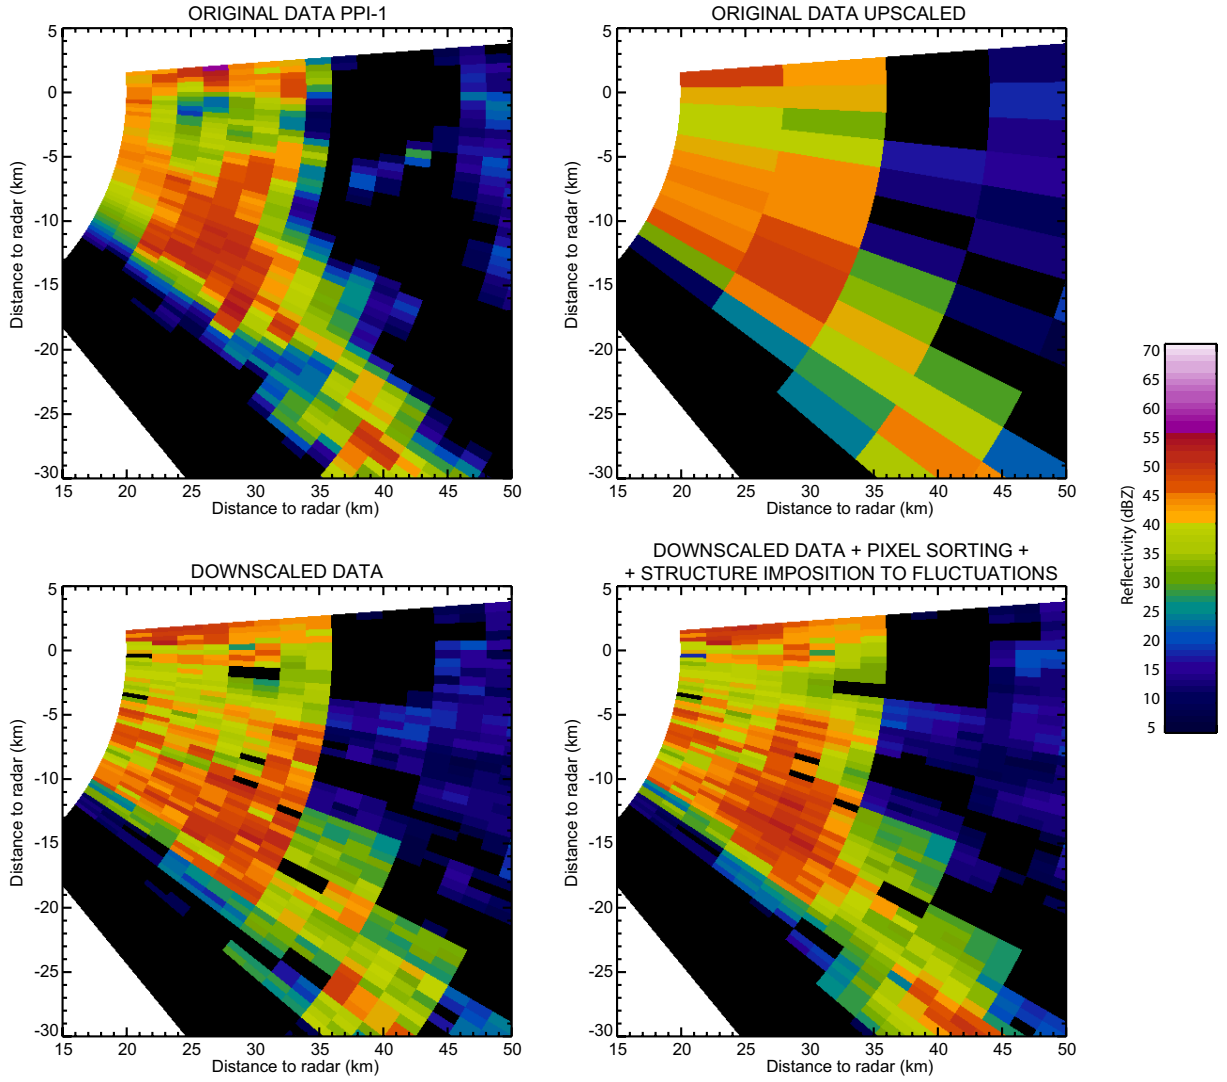 ORIGINAL DATA PPI-1
ORIGINAL DATA UPSCALED
5
0
-5
-10
-15
-20
-25
-30
15 20 25 30 35 40 45 50
Distance to radar (km)
Distance to radar (km)
5
0
-5
-10
-15
-20
-25
-30
15 20 25 30 35 40 45 50
Distance to radar (km)
Distance to radar (km)
70
65
60
55
50
45
40
35
30
25
20
15
10
5
Reflectivity (dBZ)
DOWNSCALED DATA
DOWNSCALED DATA + PIXEL SORTING +
+ STRUCTURE IMPOSITION TO FLUCTUATIONS
5
0
-5
-10
-15
-20
-25
-30
15 20 25 30 35 40 45 50
Distance to radar (km)
Distance to radar (km)
5
0
-5
-10
-15
-20
-25
-30
15 20 25 30 35 40 45 50
Distance to radar (km)
Distance to radar (km)